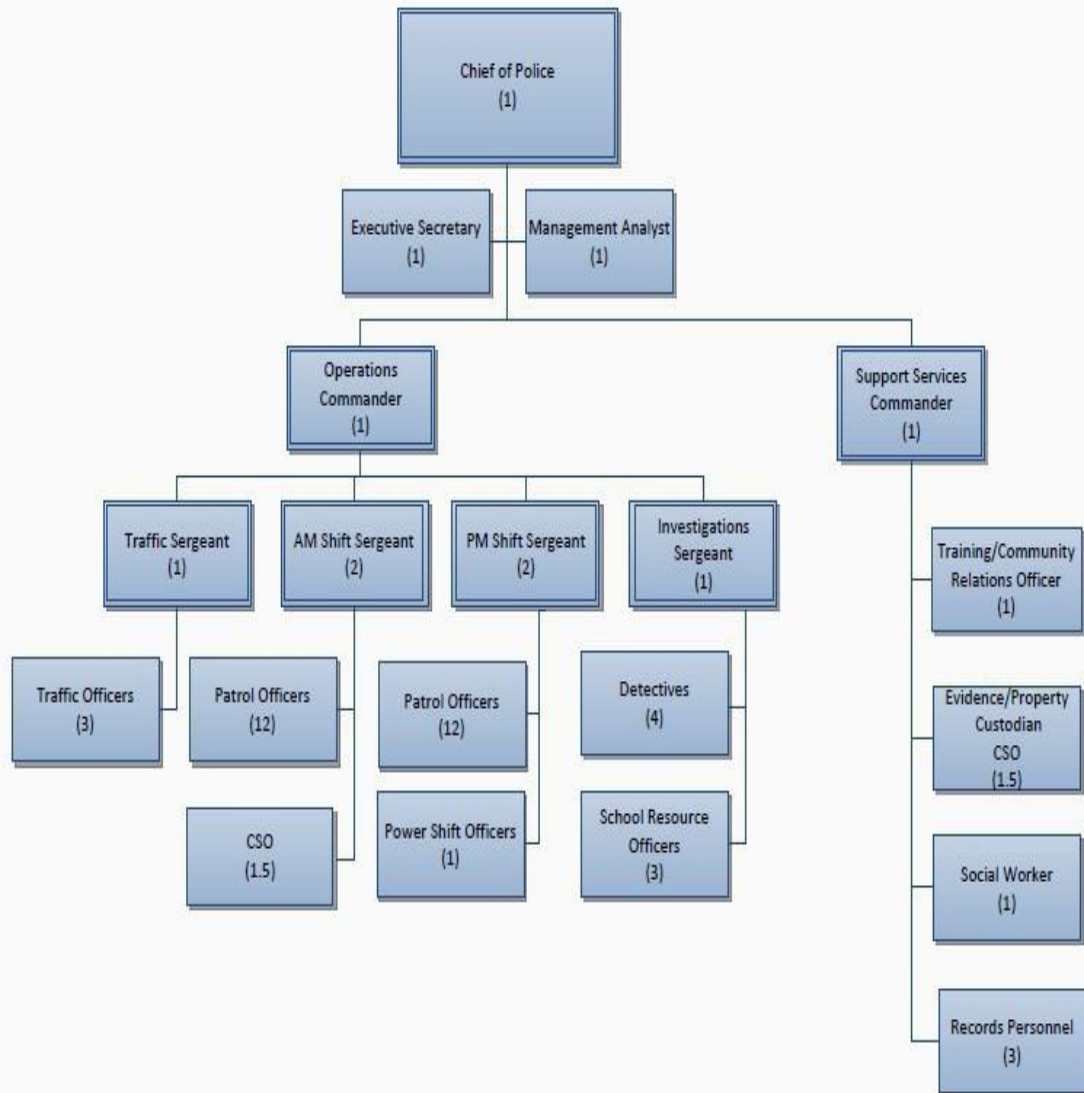 Chief of Police
(1)
Executive Secretary
(1)
Management Analyst
(1)
Operations
Commander
(1)
Support Services
Commander
(1)
Traffic Sergeant
(1)
AM Shift Sergeant
(2)
PM Shift Sergeant
(2)
Investigations
Sergeant
(1)
Traffic Officers
(3)
Patrol Officers
(12)
CSO
(1.5)
Patrol Officers
(12)
Power Shift Officers
(1)
Detectives
(4)
School Resource
Officers
(3)
Training/Community
Relations Officer
(1)
Evidence/Property
Custodian
CSO
(1.5)
Social Worker
(1)
Records Personnel
(3)